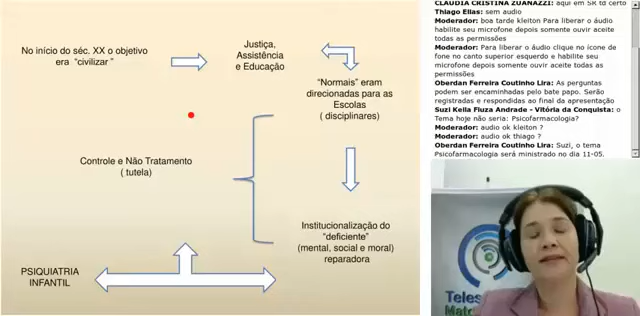 No início do séc. XX o objetivo
era “civilizar ”
Justiça,
Assistência
e Educação
“Normais” eram
direcionadas para as
Escolas
( disciplinares)
Controle e Não Tratamento
( tutela)
Institucionalização do
“deficiente”
(mental, social e moral)
reparadora
PSIQUIATRIA
INFANTIL
CLAUDIA CRISTINA ZUANAZZI: aqui em SR td certo
Thiago Elias: sem audio
Moderador: boa tarde kleiton Para liberar o áudio
habilite seu microfone depois somente ouvir aceite
todas as permissões
Moderador: Para liberar o áudio clique no ícone de
fone no canto superior esquerdo e habilite seu
microfone depois somente ouvir aceite todas as
permissões
Oberdan Ferreira Coutinho Lira: As perguntas
podem ser encaminhadas pelo bate papo. Serão
registradas e respondidas ao final da apresentação
Suzi Keila Fiuza Andrade - Vitória da Conquista: o
Tema hoje não seria: Psicofarmacologia?
Moderador: audio ok kleiton ?
Moderador: audio ok thiago ?
Oberdan Ferreira Coutinho Lira: Suzi, o tema
Psicofarmacologia será ministrado no dia 11-05.
Teles
Mato